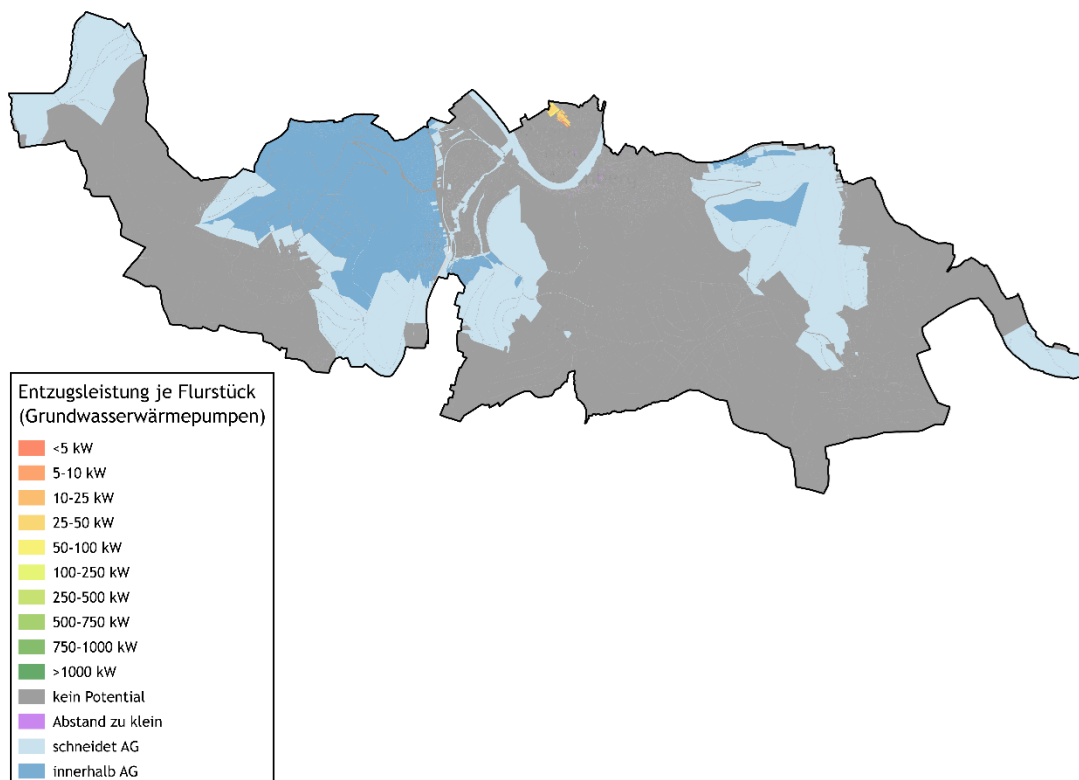 Entzugsleistung je Flurstück
(Grundwasserwärmepumpen)
<5 kW
5-10 kW
10-25 kW
25-50 kW
50-100 kW
100-250 kW
250-500 kW
500-750 kW
750-1000 kW
>1000 kW
kein Potential
Abstand zu klein
schneidet AG
innerhalb AG